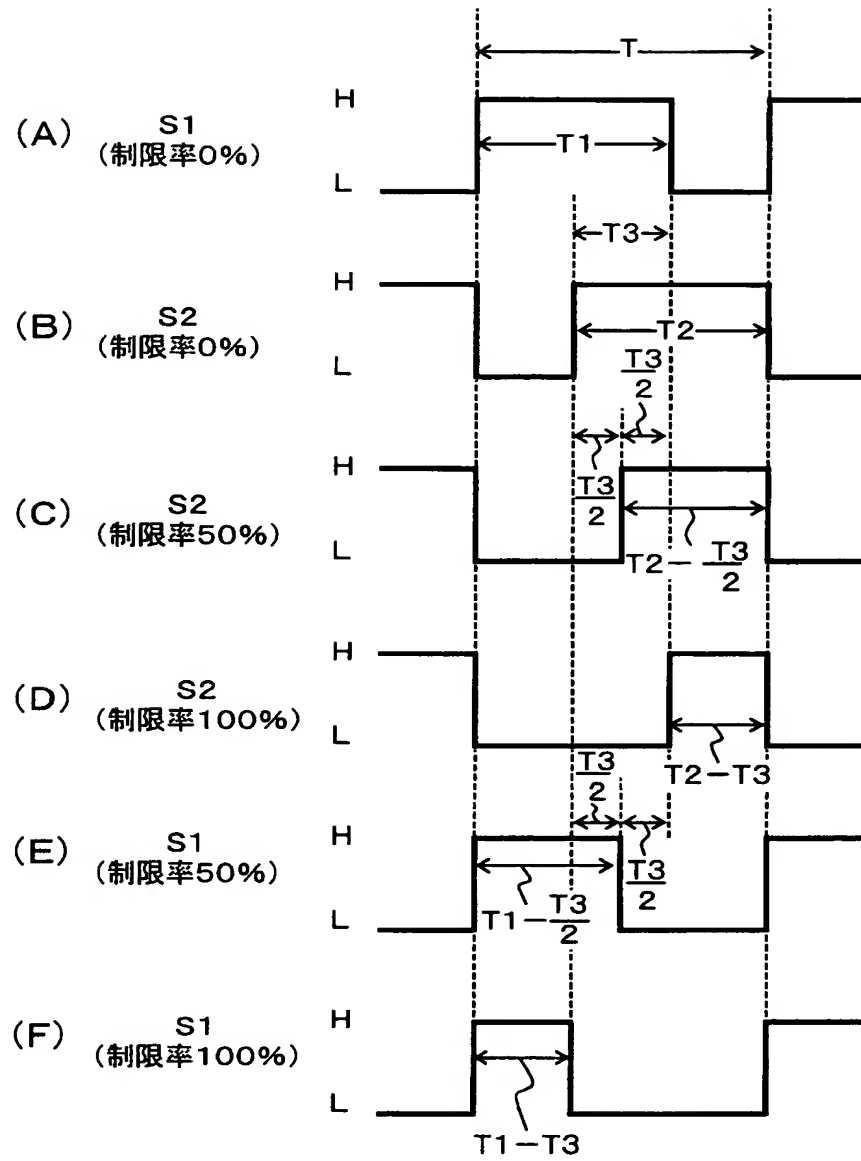 T
(A) S1 H
(制限率0%) T1
L
T3
(B) S2 H
(制限率0%) T2
L T3/2
(C) S2 H T3/2
(制限率50%)
L T2-T3/2
(D) S2 H
(制限率100%)
L T2-T3
T3/2
(E) S1 H
(制限率50%) T3/2
L T1-T3/2
(F) S1 H
(制限率100%)
L
T1-T3